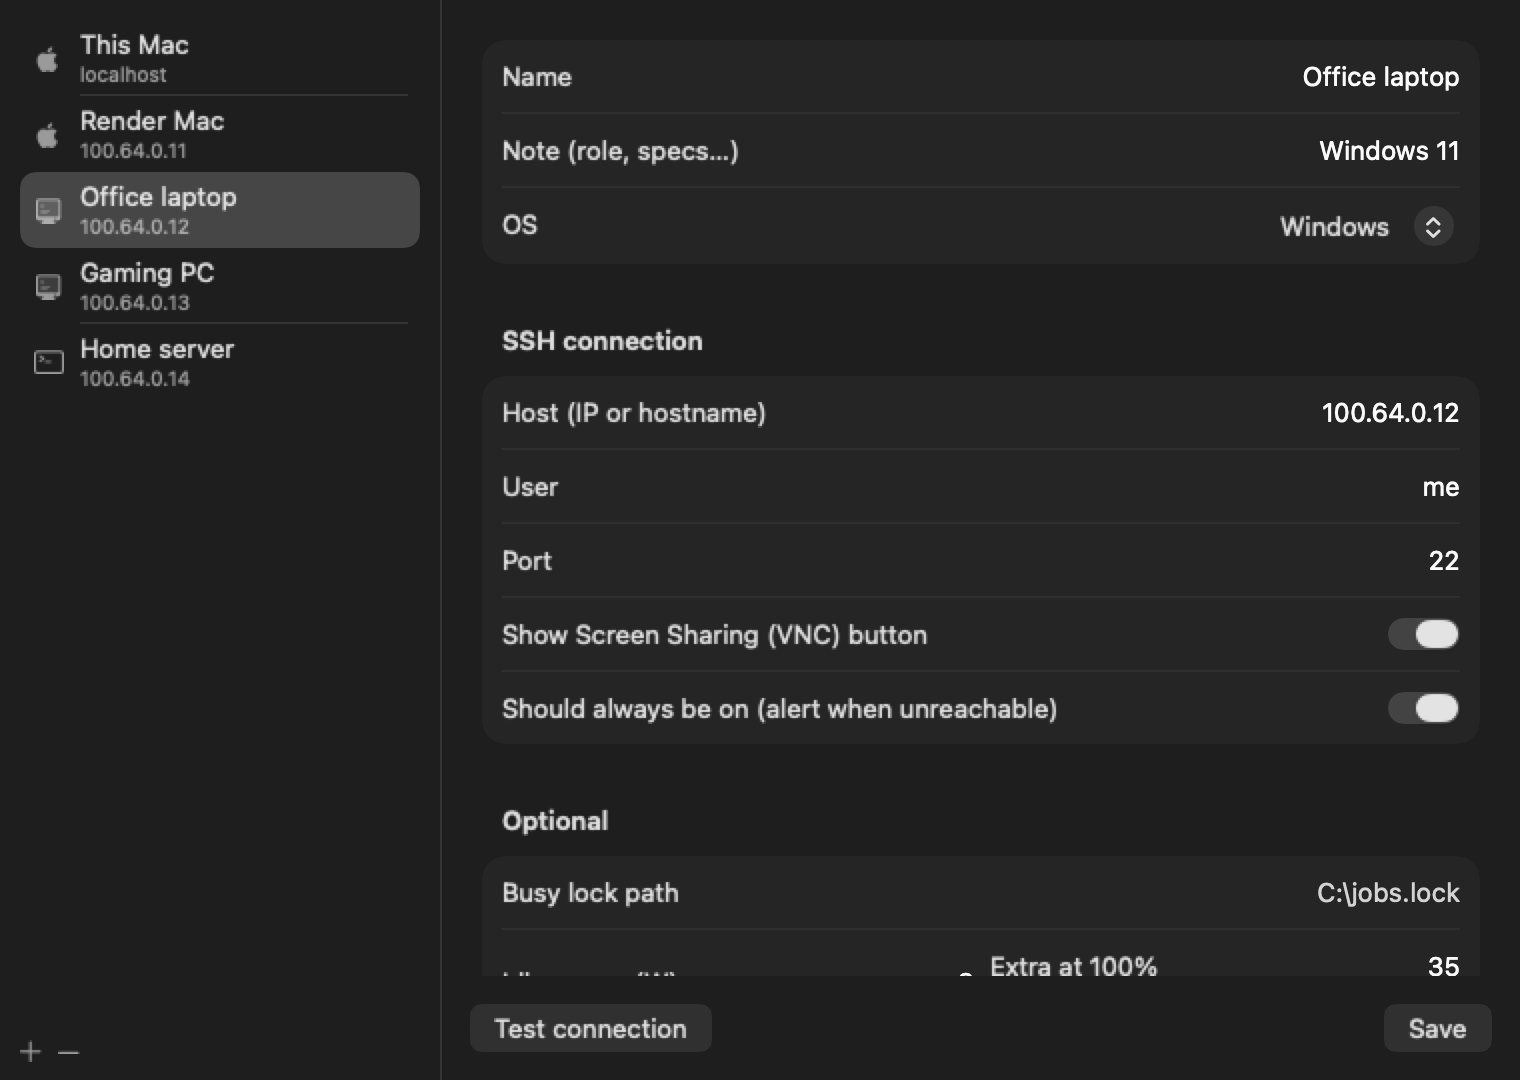 This Mac
localhost
Render Mac
100.64.0.11
Office laptop
100.64.0.12
Gaming PC
100.64.0.13
Home server
100.64.0.14
Name Office laptop
Note (role, specs...) Windows 11
OS Windows
SSH connection
Host (IP or hostname) 100.64.0.12
User me
Port 22
Show Screen Sharing (VNC) button
Should always be on (alert when unreachable)
Optional
Busy lock path C:\jobs.lock
Extra at 100% 35
Test connection Save